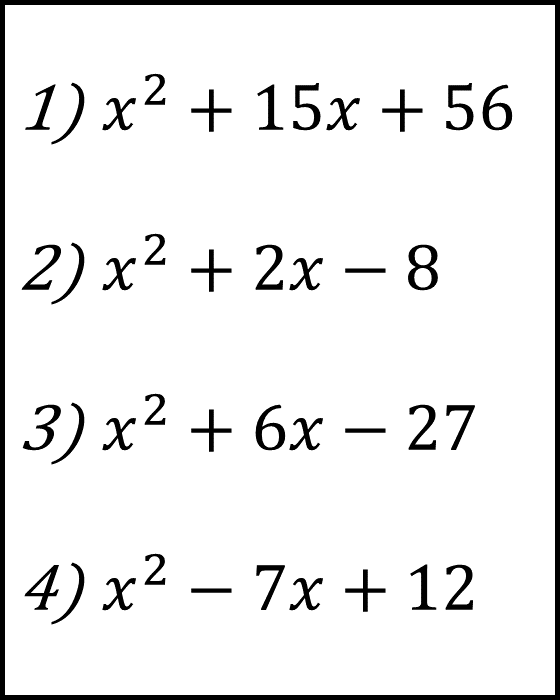 1) x² + 15x + 56
2) x² + 2x − 8
3) x² + 6x − 27
4) x² − 7x + 12